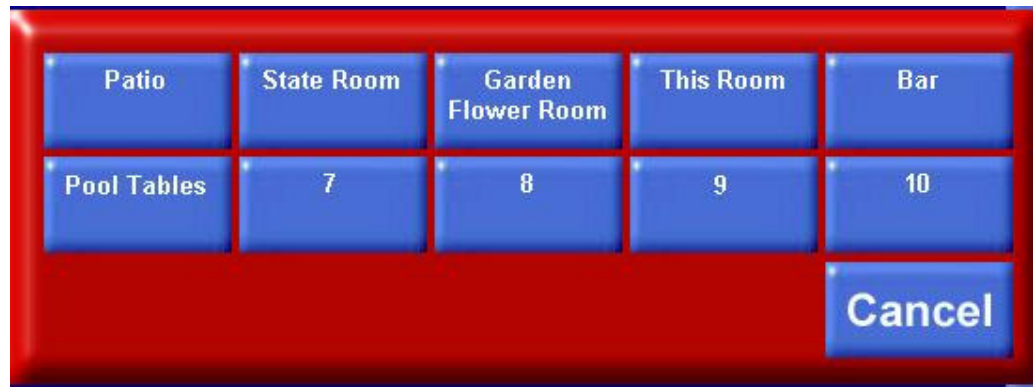 Patio
State Room
Garden
Flower Room
This Room
Bar
Pool Tables
7
8
9
10
Cancel